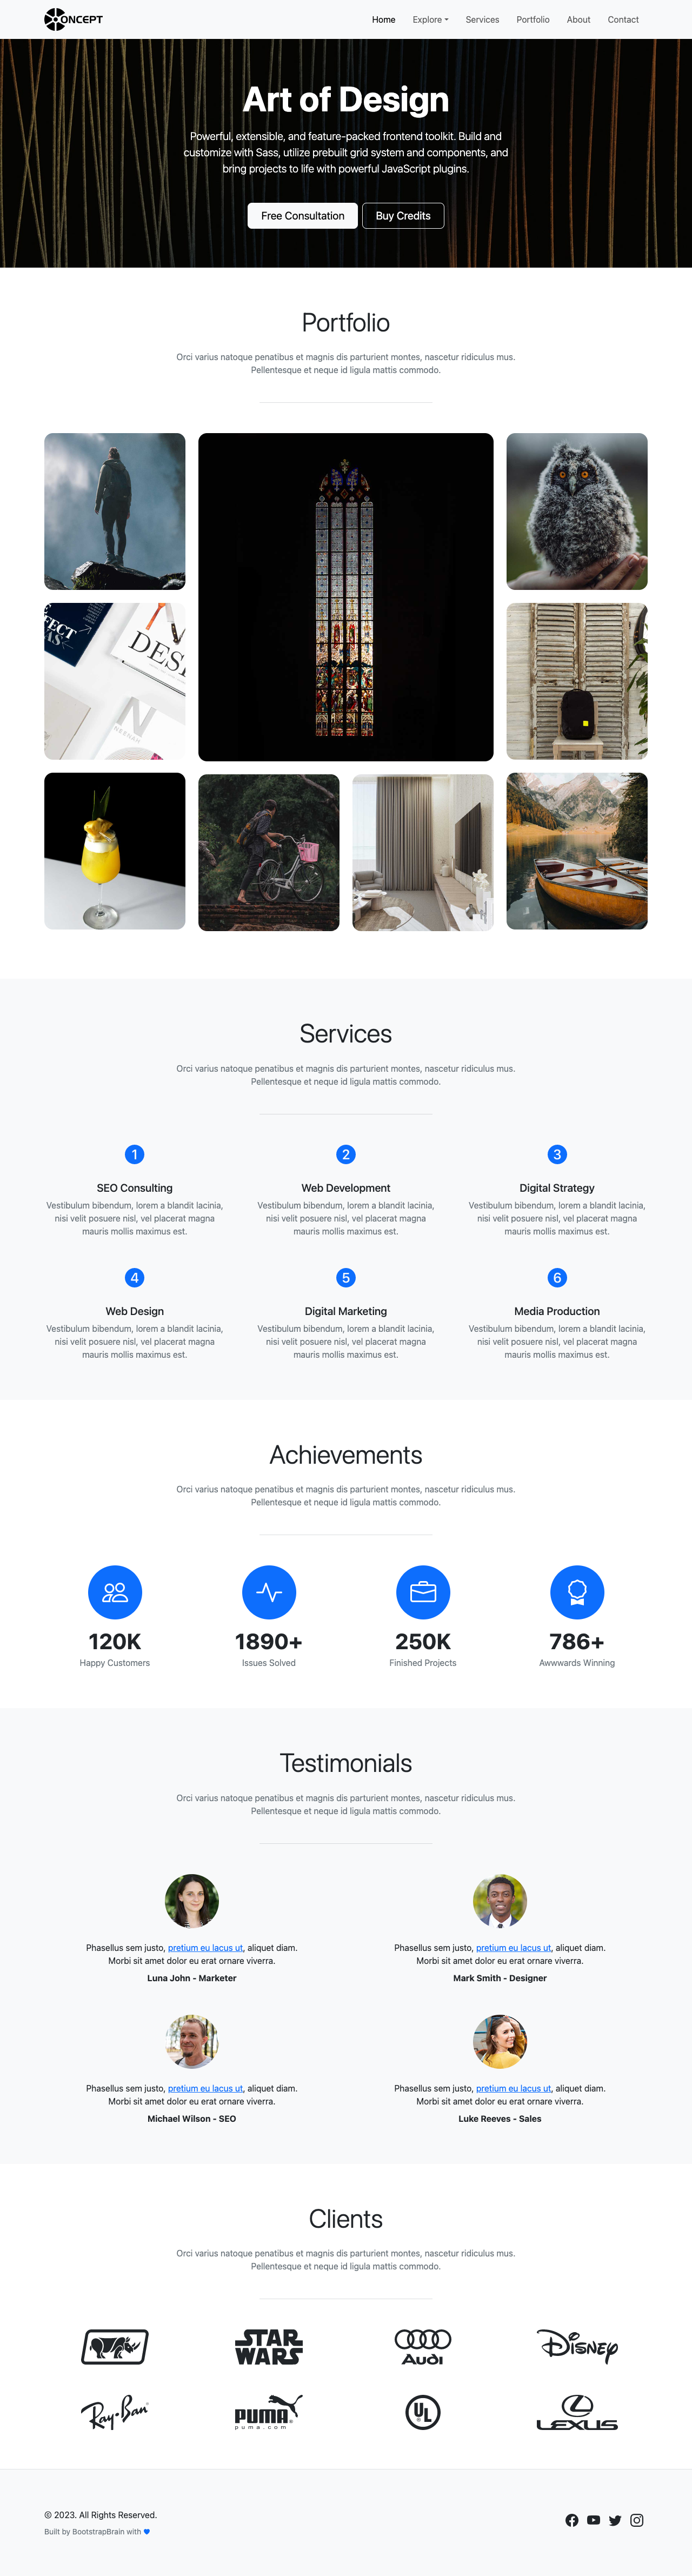 ONCEPT
Home
Explore
Services
Portfolio
About
Contact
Art of Design
Powerful, extensible, and feature-packed frontend toolkit. Build and
customize with Sass, utilize prebuilt grid system and components, and
bring projects to life with powerful JavaScript plugins.
Free Consultation
Buy Credits
Portfolio
Orci varius natoque penatibus et magnis dis parturient montes, nascetur ridiculus mus.
Pellentesque et neque id ligula mattis commodo.
Services
Orci varius natoque penatibus et magnis dis parturient montes, nascetur ridiculus mus.
Pellentesque et neque id ligula mattis commodo.
1
SEO Consulting
Vestibulum bibendum, lorem a blandit lacinia,
nisi velit posuere nisl, vel placerat magna
mauris mollis maximus est.
2
Web Development
Vestibulum bibendum, lorem a blandit lacinia,
nisi velit posuere nisl, vel placerat magna
mauris mollis maximus est.
3
Digital Strategy
Vestibulum bibendum, lorem a blandit lacinia,
nisi velit posuere nisl, vel placerat magna
mauris mollis maximus est.
4
Web Design
Vestibulum bibendum, lorem a blandit lacinia,
nisi velit posuere nisl, vel placerat magna
mauris mollis maximus est.
5
Digital Marketing
Vestibulum bibendum, lorem a blandit lacinia,
nisi velit posuere nisl, vel placerat magna
mauris mollis maximus est.
6
Media Production
Vestibulum bibendum, lorem a blandit lacinia,
nisi velit posuere nisl, vel placerat magna
mauris mollis maximus est.
Achievements
Orci varius natoque penatibus et magnis dis parturient montes, nascetur ridiculus mus.
Pellentesque et neque id ligula mattis commodo.
120K
Happy Customers
1890+
Issues Solved
250K
Finished Projects
786+
Awwwards Winning
Testimonials
Orci varius natoque penatibus et magnis dis parturient montes, nascetur ridiculus mus.
Pellentesque et neque id ligula mattis commodo.
Phasellus sem justo, pretium eu lacus ut, aliquet diam.
Morbi sit amet dolor eu erat ornare viverra.
Luna John - Marketer
Phasellus sem justo, pretium eu lacus ut, aliquet diam.
Morbi sit amet dolor eu erat ornare viverra.
Mark Smith - Designer
Phasellus sem justo, pretium eu lacus ut, aliquet diam.
Morbi sit amet dolor eu erat ornare viverra.
Michael Wilson - SEO
Phasellus sem justo, pretium eu lacus ut, aliquet diam.
Morbi sit amet dolor eu erat ornare viverra.
Luke Reeves - Sales
Clients
Orci varius natoque penatibus et magnis dis parturient montes, nascetur ridiculus mus.
Pellentesque et neque id ligula mattis commodo.
STAR
WARS
Audi
Disney
Ray-Ban
PUMA
puma.com
UL
LEXUS
© 2023. All Rights Reserved.
Built by BootstrapBrain with